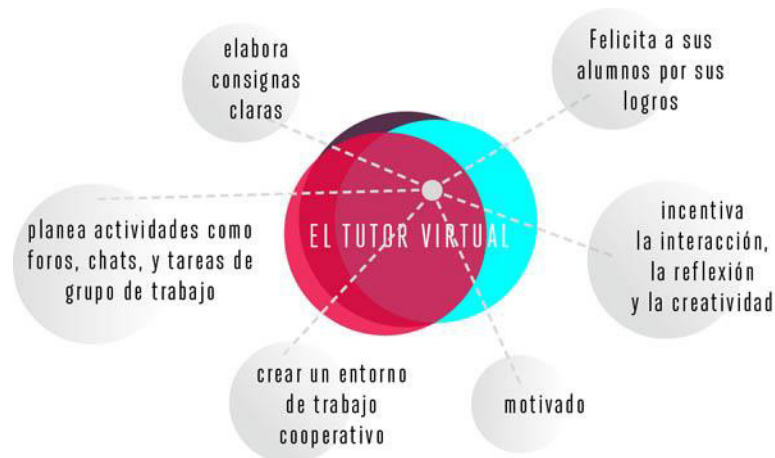 elabora
consignas
claras
Felicita a sus
alumnos por sus
logros
planea actividades como
foros, chats, y tareas de
grupo de trabajo
EL TUTOR VIRTUAL
incentiva
la interacción,
la reflexión
y la creatividad
crear un entorno
de trabajo
cooperativo
motivado